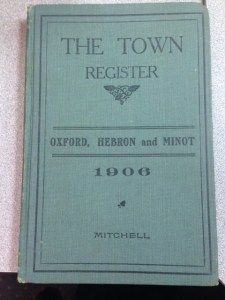 THE TOWN
REGISTER
OXFORD, HEBRON and MINOT
1906
MITCHELL